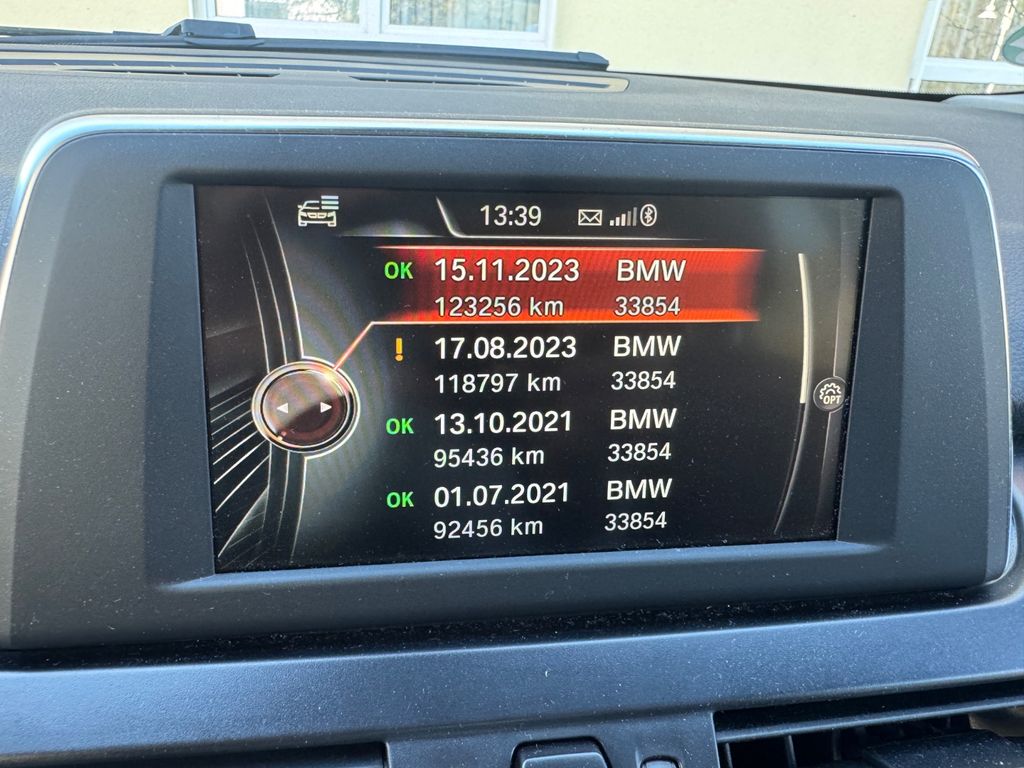 13:39
OK 15.11.2023 BMW
123256 km 33854
! 17.08.2023 BMW
118797 km 33854
OPT
OK 13.10.2021 BMW
95436 km 33854
OK 01.07.2021 BMW
92456 km 33854